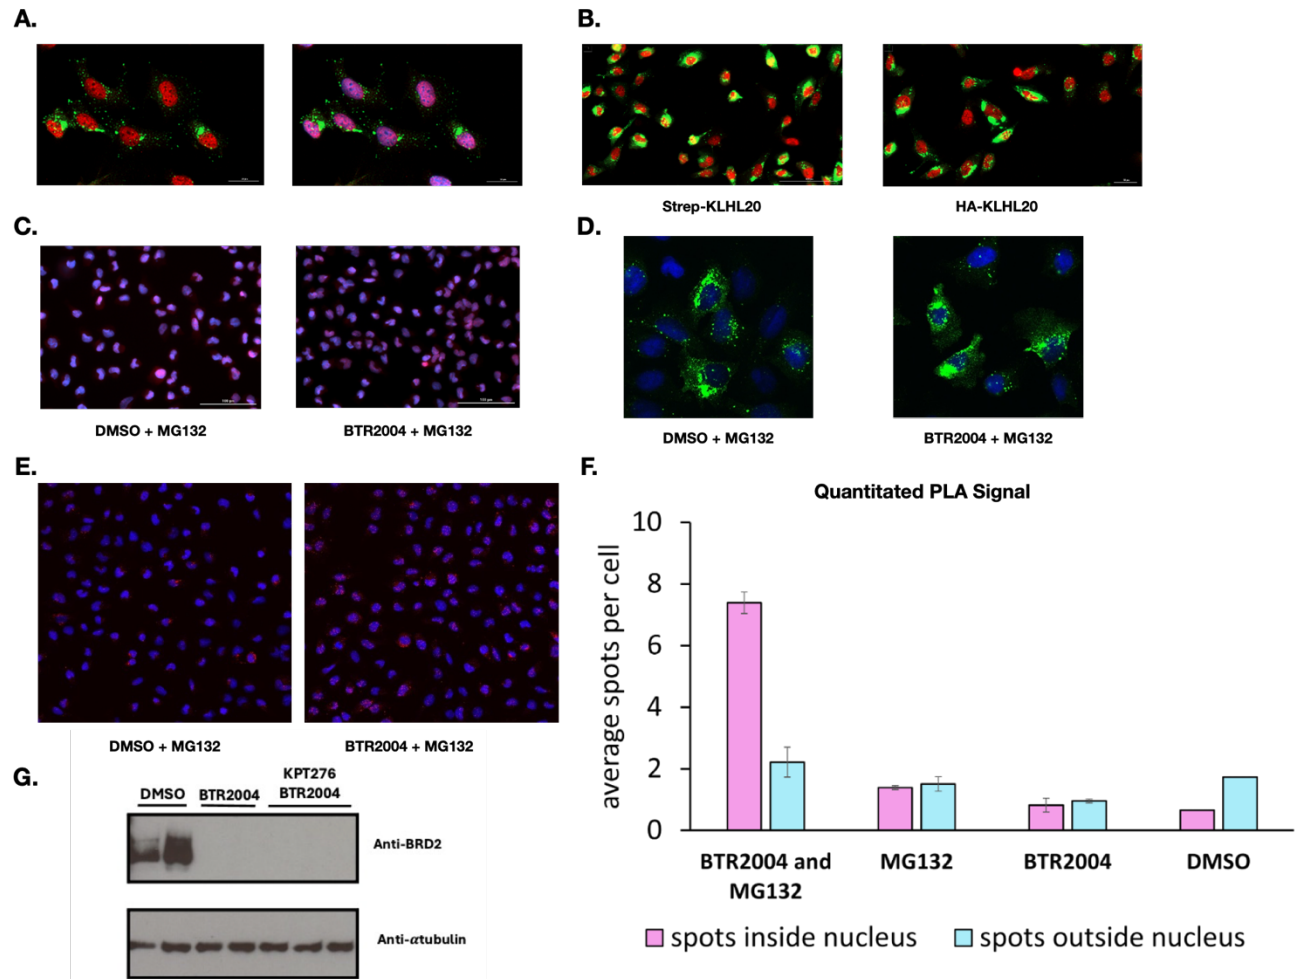 A.
B.
Strep-KLHL20
HA-KLHL20
C.
D.
DMSO + MG132
BTR2004 + MG132
DMSO + MG132
BTR2004 + MG132
E.
F.
Quantitated PLA Signal
average spots per cell
10
8
6
4
2
0
BTR2004 and
MG132
MG132
BTR2004
DMSO
spots inside nucleus
spots outside nucleus
DMSO + MG132
BTR2004 + MG132
G.
DMSO
BTR2004
KPT276
BTR2004
Anti-BRD2
Anti-αtubulin